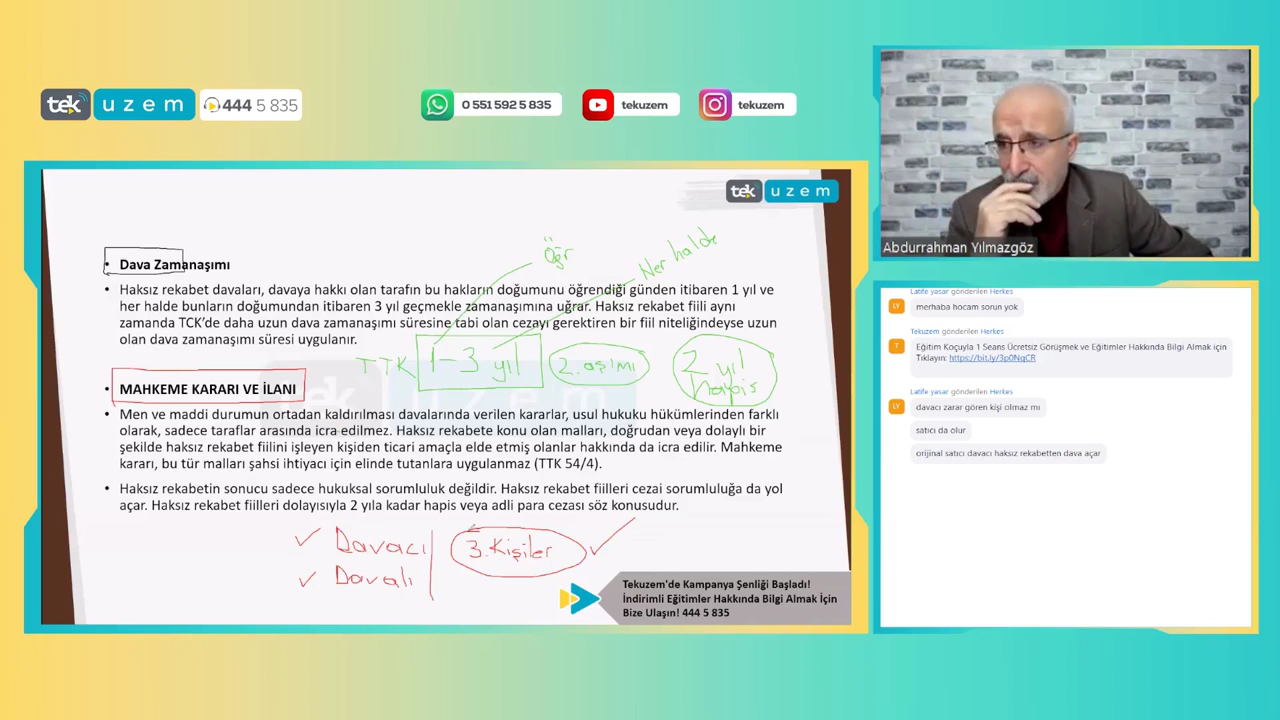 tek uzem
444 5 835
0 551 592 5 835
tekuzem
tekuzem
tek uzem
• Dava Zamanaşımı
Öğr
Her halde
• Haksız rekabet davaları, davaya hakkı olan tarafın bu hakların doğumunu öğrendiği günden itibaren 1 yıl ve
her halde bunların doğumundan itibaren 3 yıl geçmekle zamanaşımına uğrar. Haksız rekabet fiili aynı
zamanda TCK'de daha uzun dava zamanaşımı süresine tabi olan cezayı gerektiren bir fiil niteliğindeyse uzun
olan dava zamanaşımı süresi uygulanır.
TTK 1-3 yıl 2.aşımı 2 yıl
hapis
• MAHKEME KARARI VE İLANI
• Men ve maddi durumun ortadan kaldırılması davalarında verilen kararlar, usul hukuku hükümlerinden farklı
olarak, sadece taraflar arasında icra edilmez. Haksız rekabete konu olan malları, doğrudan veya dolaylı bir
şekilde haksız rekabet fiilini işleyen kişiden ticari amaçla elde etmiş olanlar hakkında da icra edilir. Mahkeme
kararı, bu tür malları şahsi ihtiyacı için elinde tutanlara uygulanmaz (TTK 54/4).
• Haksız rekabetin sonucu sadece hukuksal sorumluluk değildir. Haksız rekabet fiilleri cezai sorumluluğa da yol
açar. Haksız rekabet fiilleri dolayısıyla 2 yıla kadar hapis veya adli para cezası söz konusudur.
✓ Davacı 3.Kişiler ✓
✓ Davalı
Tekuzem'de Kampanya Şenliği Başladı!
İndirimli Eğitimler Hakkında Bilgi Almak İçin
Bize Ulaşın! 444 5 835
Abdurrahman Yılmazgöz
Latife yasar gönderilen Herkes
LY merhaba hocam sorun yok
Tekuzem gönderilen Herkes
T Eğitim Koçuyla 1 Seans Ücretsiz Görüşmek ve Eğitimler Hakkında Bilgi Almak için
Tıklayın: https://bit.ly/3p0NqCR
Latife yasar gönderilen Herkes
LY davacı zarar gören kişi olmaz mı
satıcı da olur
orijinal satıcı davacı haksız rekabetten dava açar